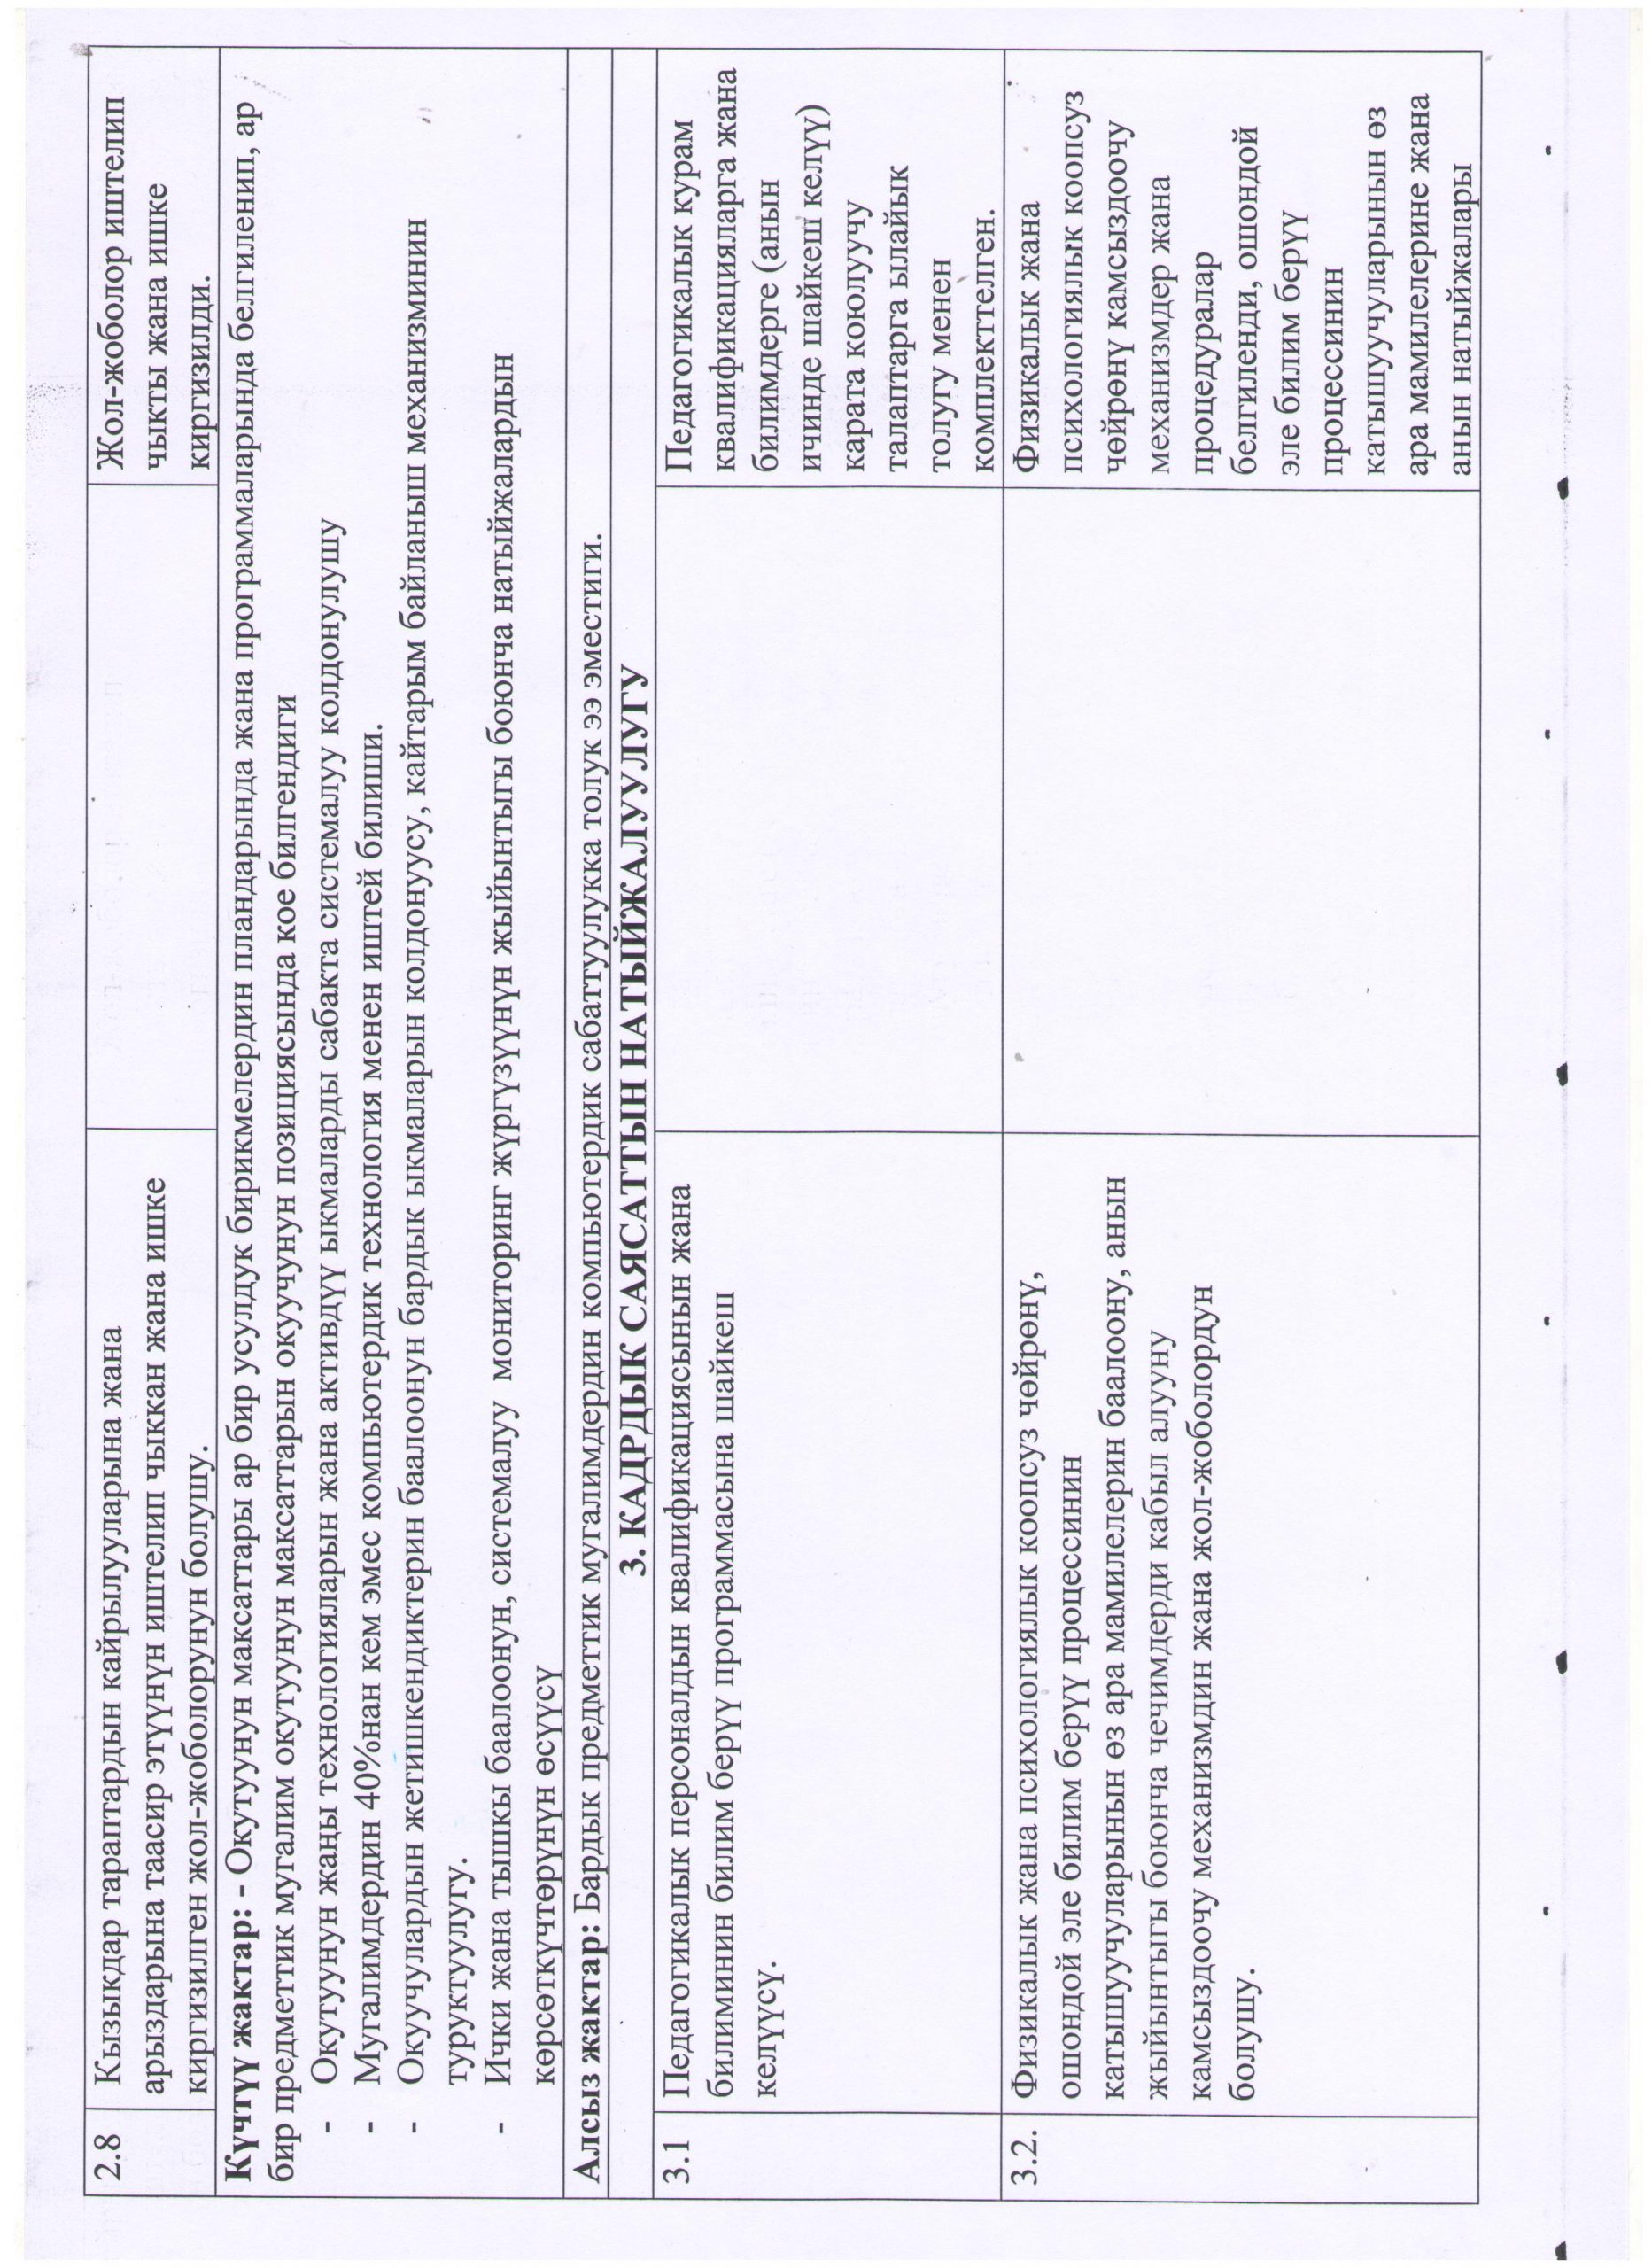 2.8
Кызыкдар тараптардын кайрылууларына жана
арыздарына таасир этүүнүн иштелип чыккан жана ишке
киргизилген жол-жоболорунун болушу.
Жол-жоболор иштелип
чыкты жана ишке
киргизилди.
Күчтүү жактар: - Окутуунун максаттары ар бир усулдук бирикмелердин пландарында жана программаларында белгиленип, ар
бир предметтик мугалим окутуунун максаттарын окуучунун позициясында кое билгендиги
- Окутуунун жаңы технологияларын жана активдүү ыкмаларды сабакта системалуу колдонулушу
- Мугалимдердин 40%нан кем эмес компьютердик технология менен иштей билиши.
- Окуучулардын жетишкендиктерин баалоонун бардык ыкмаларын колдонуусу, кайтарым байланыш механизминин
туруктуулугу.
- Ички жана тышкы баалоонун, системалуу мониторинг жүргүзүүнүн жыйынтыгы боюнча натыйжалардын
көрсөткүчтөрүнүн өсүүсү
Алсыз жактар: Бардык предметтик мугалимдердин компьютердик сабаттуулукка толук ээ эместиги.
3. КАДРДЫК САЯСАТТЫН НАТЫЙЖАЛУУЛУГУ
3.1
Педагогикалык персоналдын квалификациясынын жана
билиминин билим берүү программасына шайкеш
келүүсү.
Педагогикалык курам
квалификацияларга жана
билимдерге (анын
ичинде шайкеш келүү)
карата коюлуучу
талаптарга ылайык
толугу менен
комплекттелген.
3.2.
Физикалык жана психологиялык коопсуз чөйрөнү,
ошондой эле билим берүү процессинин
катышуучуларынын өз ара мамилелерин баалоону, анын
жыйынтыгы боюнча чечимдерди кабыл алууну
камсыздоочу механизмдин жана жол-жоболордун
болушу.
Физикалык жана
психологиялык коопсуз
чөйрөнү камсыздоочу
механизмдер жана
процедуралар
белгиленди, ошондой
эле билим берүү
процессинин
катышуучуларынын өз
ара мамилелерине жана
анын натыйжалары